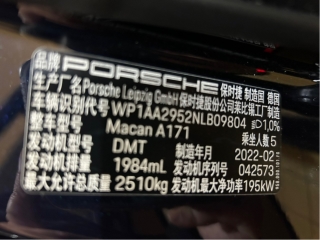 品牌 PORSCHE 保时捷 制造国 德国
生产厂名 Porsche Leipzig GmbH 保时捷股份公司莱比锡工厂制造
车辆识别代号 WP1AA2952NLB09804 1,0%
整车型号 Macan A171 乘坐人数 5
发动机型号 DMT 制造年月 2022-02
发动机排量 1984mL 发动机序列号 042573
最大允许总质量 2510kg 发动机最大净功率 195kW